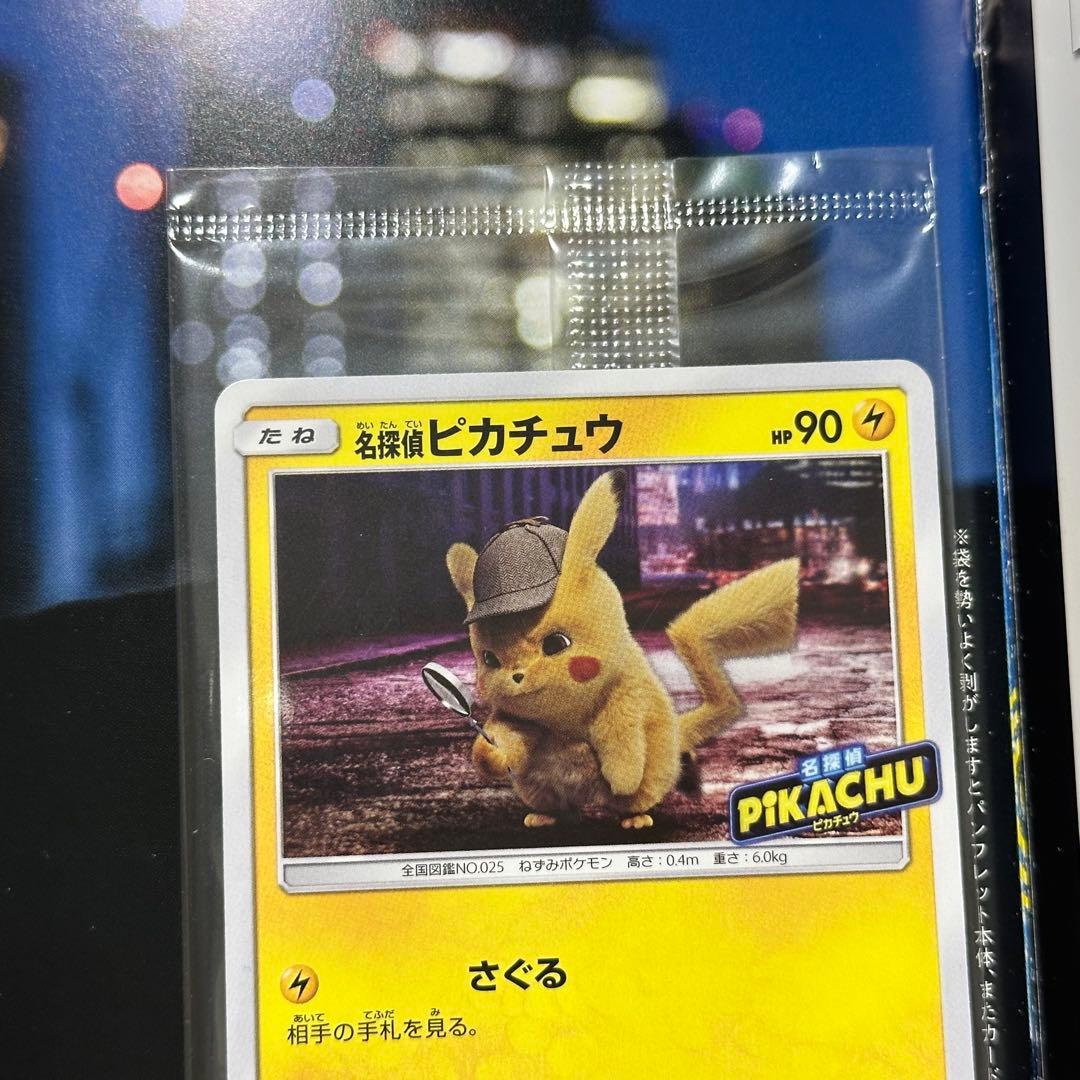 たね
めいたんてい
名探偵ピカチュウ
HP90
名探偵
PiKACHU
ピカチュウ
全国図鑑NO.025 ねずみポケモン 高さ：0.4m 重さ：6.0kg
さぐる
あいて てふだ み
相手の手札を見る。
※袋を勢いよく剥がしますとパンフレット本体、またカード